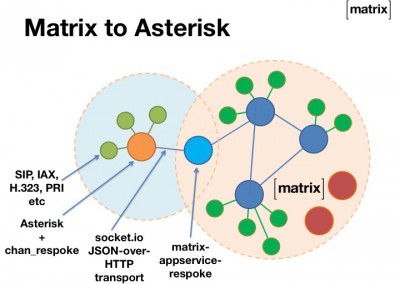 [matrix]
Matrix to Asterisk
SIP, IAX,
H.323, PRI
etc
Asterisk
+
chan_respoke
socket.io
JSON-over-
HTTP
transport
matrix-
appservice-
respoke
[matrix]